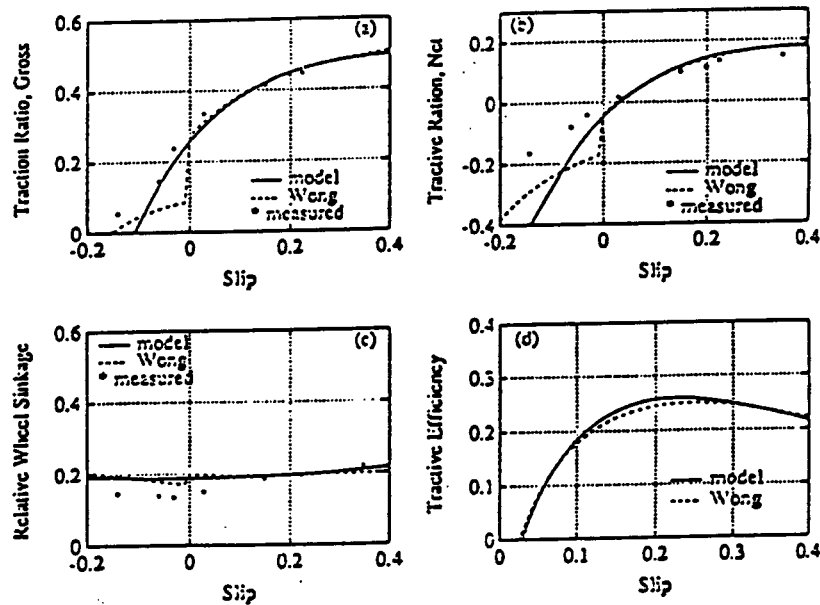 0.6
(a)
0.4
0.2
0
-0.2
0
0.2
0.4
Traction Ratio, Gross
Slip
model
Wong
measured
(b)
0.2
0
-0.2
-0.4
-0.2
0
0.2
0.4
Tractive Ration, Net
Slip
model
Wong
measured
0.6
(c)
0.4
0.2
0
-0.2
0
0.2
0.4
Relative Wheel Sinkage
Slip
model
Wong
measured
0.4
(d)
0.3
0.3
0.2
0.1
0
0
0.1
0.2
0.3
0.4
Tractive Efficiency
Slip
model
Wong